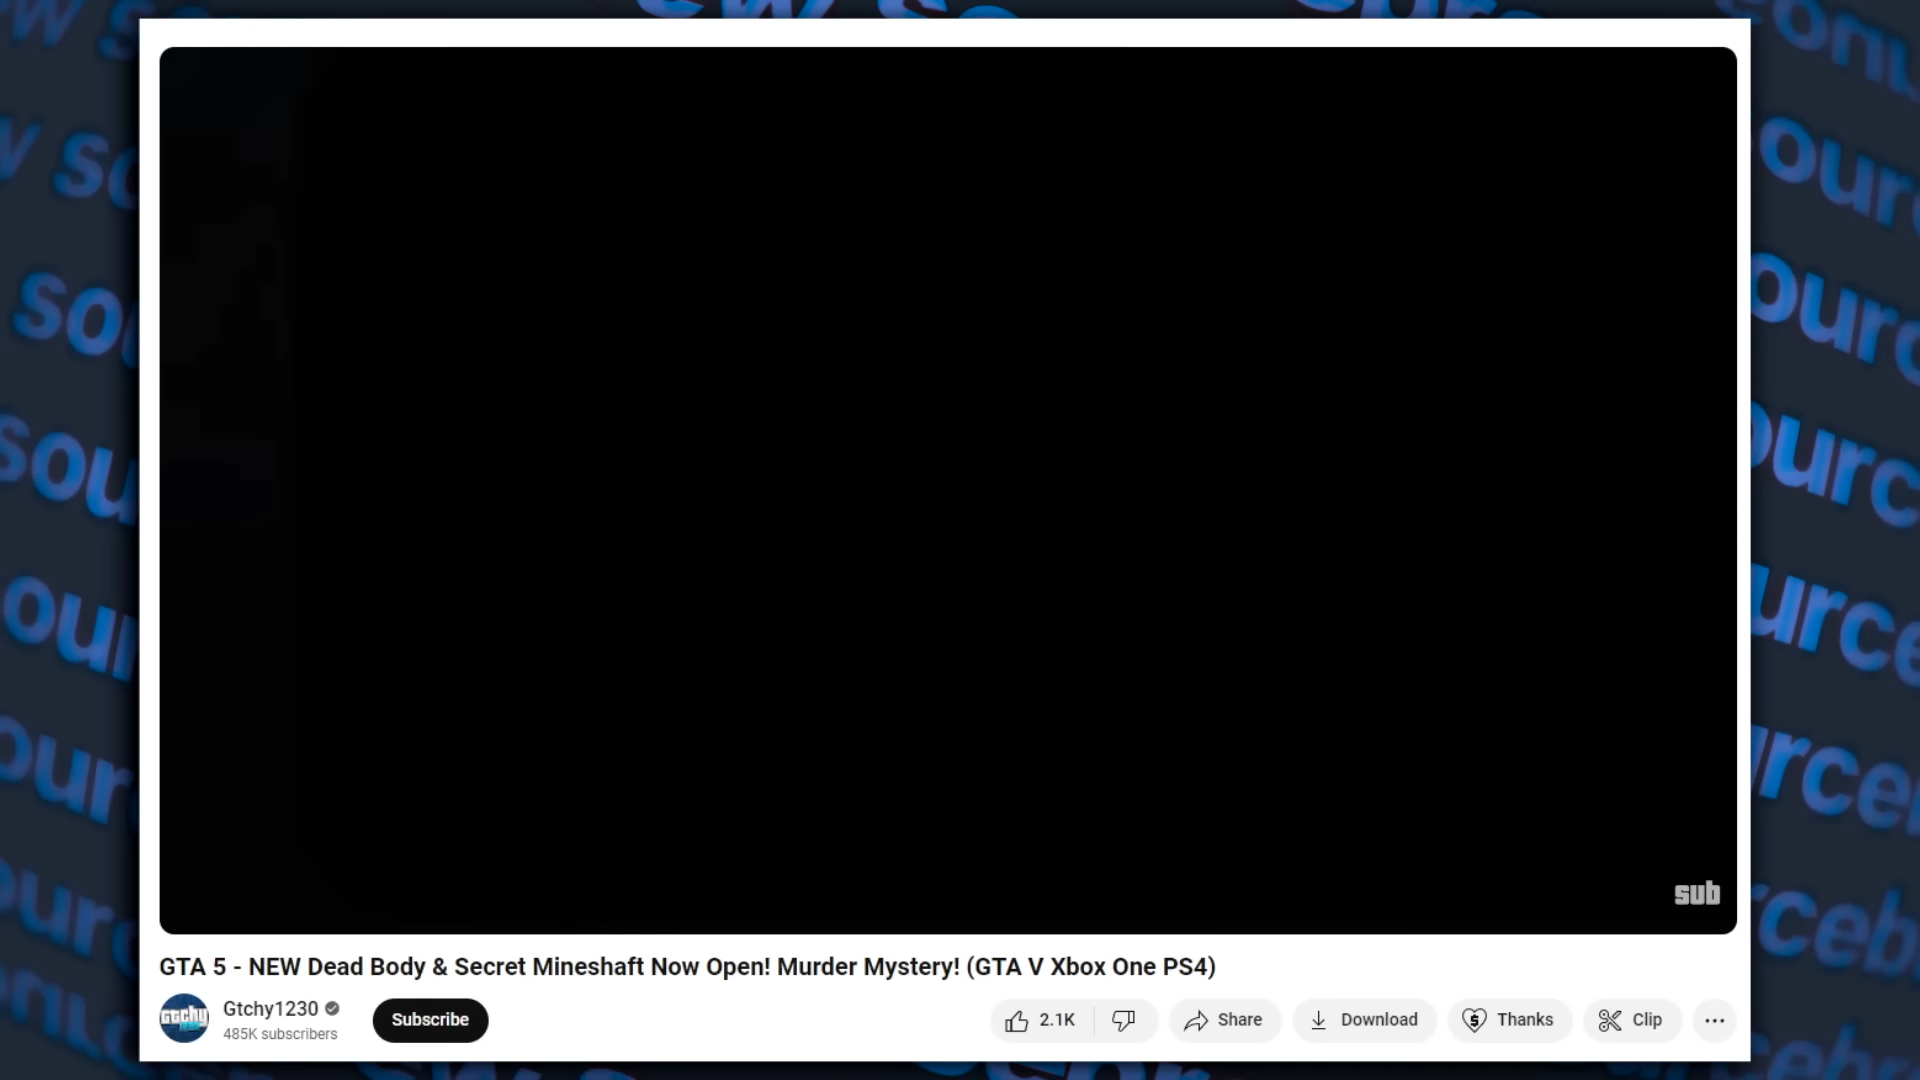 sub
GTA 5 - NEW Dead Body & Secret Mineshaft Now Open! Murder Mystery! (GTA V Xbox One PS4)
Gtchy1230
485K subscribers
Subscribe
2.1K
Share
Download
Thanks
Clip